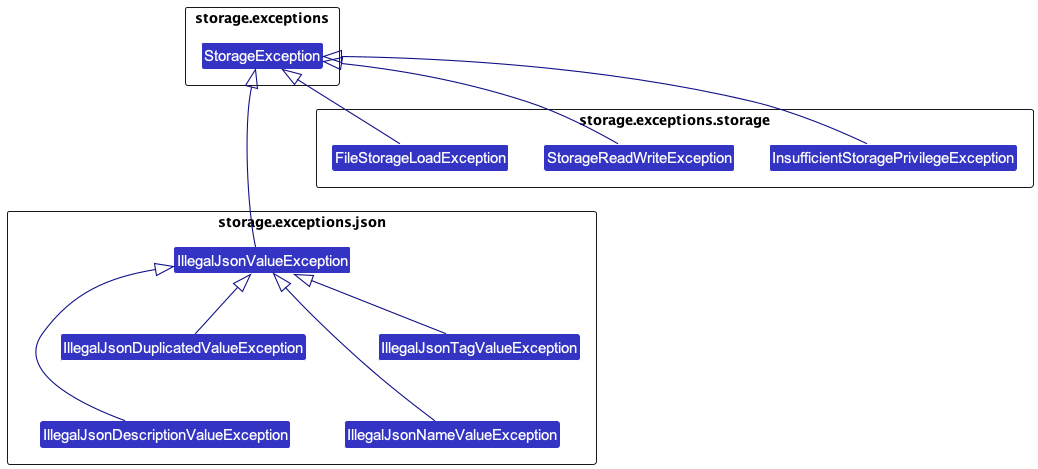 storage.exceptions
StorageException
storage.exceptions.storage
FileStorageLoadException
StorageReadWriteException
InsufficientStoragePrivilegeException
storage.exceptions.json
IllegalJsonValueException
IllegalJsonDuplicatedValueException
IllegalJsonTagValueException
IllegalJsonDescriptionValueException
IllegalJsonNameValueException